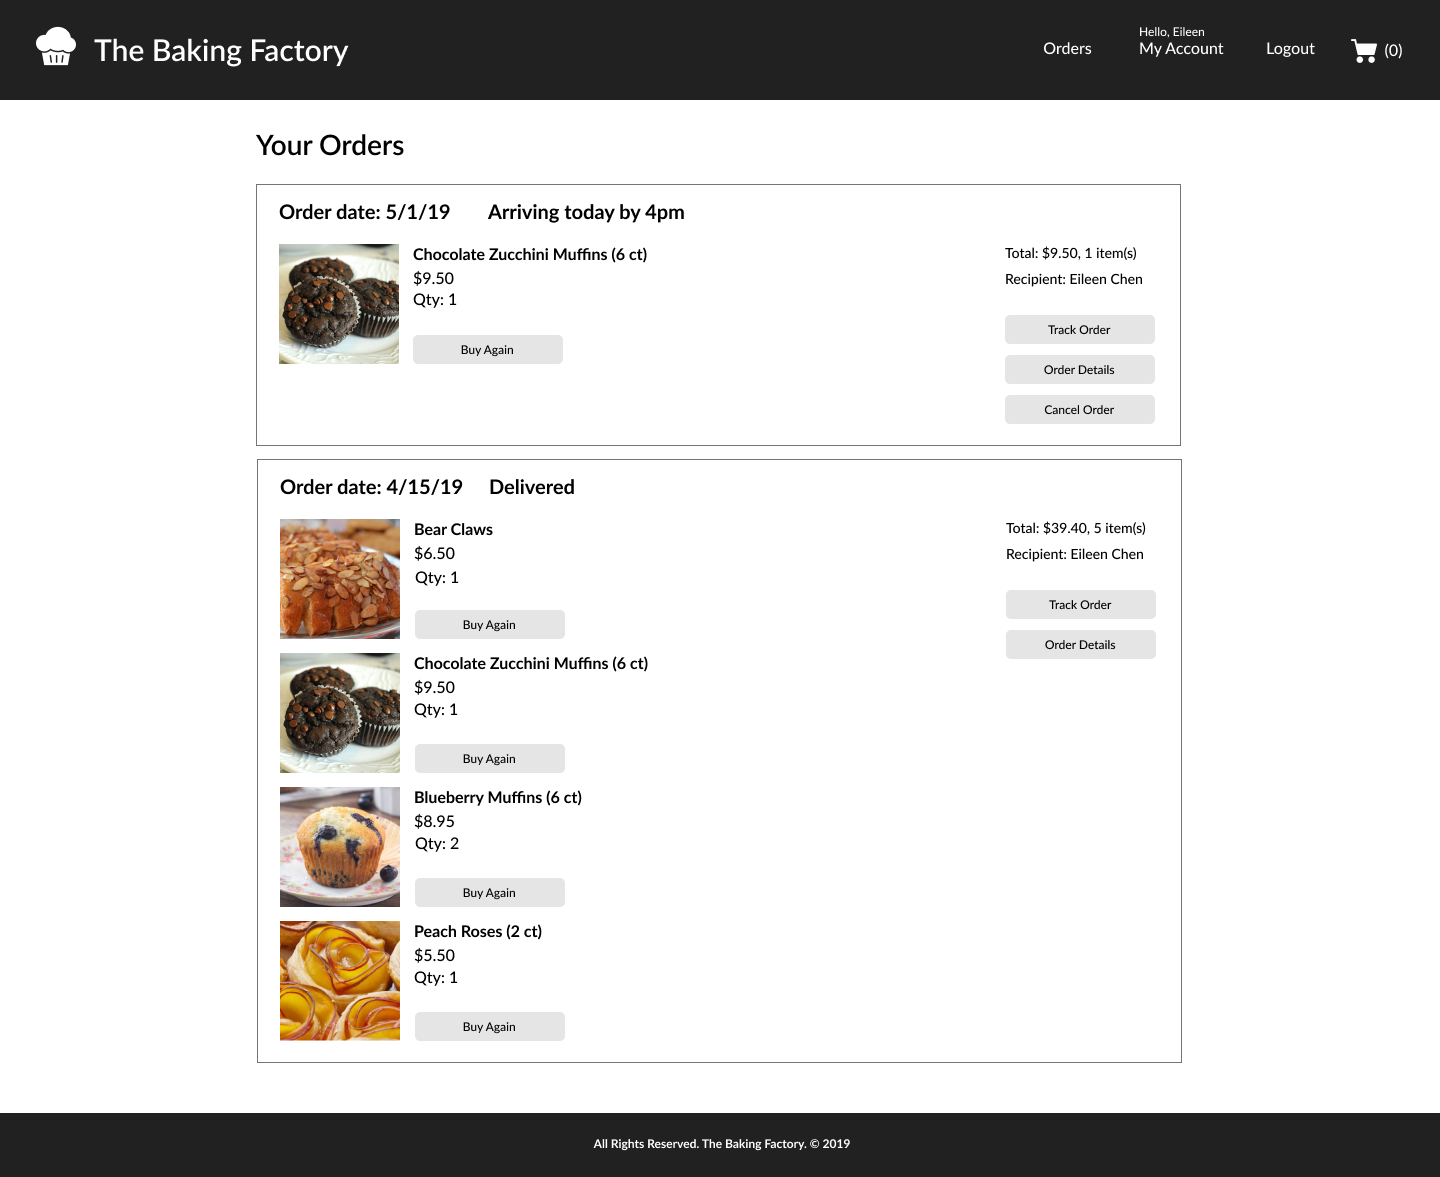 The Baking Factory
Orders
Hello, Eileen
My Account
Logout
(0)
Your Orders
Order date: 5/1/19 Arriving today by 4pm
Chocolate Zucchini Muffins (6 ct)
$9.50
Qty: 1
Buy Again
Total: $9.50, 1 item(s)
Recipient: Eileen Chen
Track Order
Order Details
Cancel Order
Order date: 4/15/19 Delivered
Bear Claws
$6.50
Qty: 1
Buy Again
Chocolate Zucchini Muffins (6 ct)
$9.50
Qty: 1
Buy Again
Blueberry Muffins (6 ct)
$8.95
Qty: 2
Buy Again
Peach Roses (2 ct)
$5.50
Qty: 1
Buy Again
Total: $39.40, 5 item(s)
Recipient: Eileen Chen
Track Order
Order Details
All Rights Reserved. The Baking Factory. © 2019